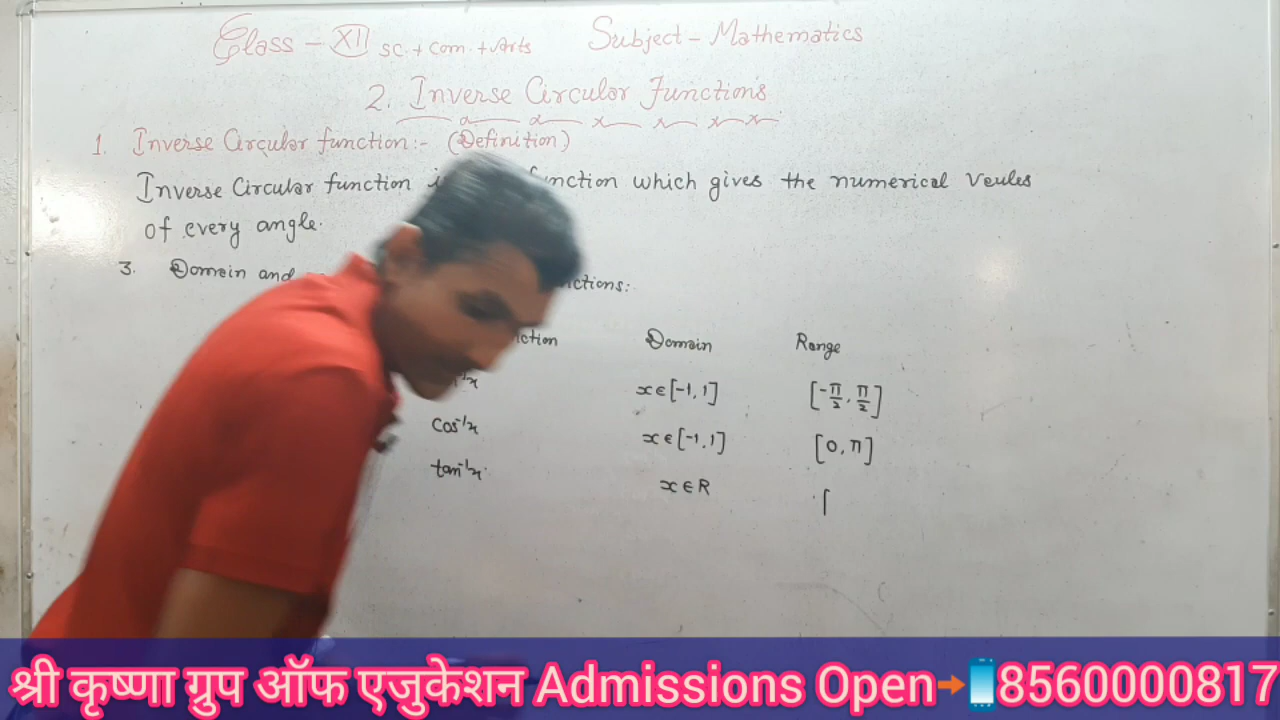 Class - XII Sc. + Com. + Arts Subject - Mathematics
2. Inverse Circular Functions
1. Inverse Circular function :- (Definition)
Inverse Circular function function which gives the numerical Veules
of every angle.
3. Domain and ctions:
ction Domain Range
x x ∈ [-1, 1] [-π/2, π/2]
cos⁻¹x x ∈ [-1, 1] [0, π]
tan⁻¹x x ∈ R [
श्री कृष्णा ग्रुप ऑफ एजुकेशन Admissions Open 8560000817